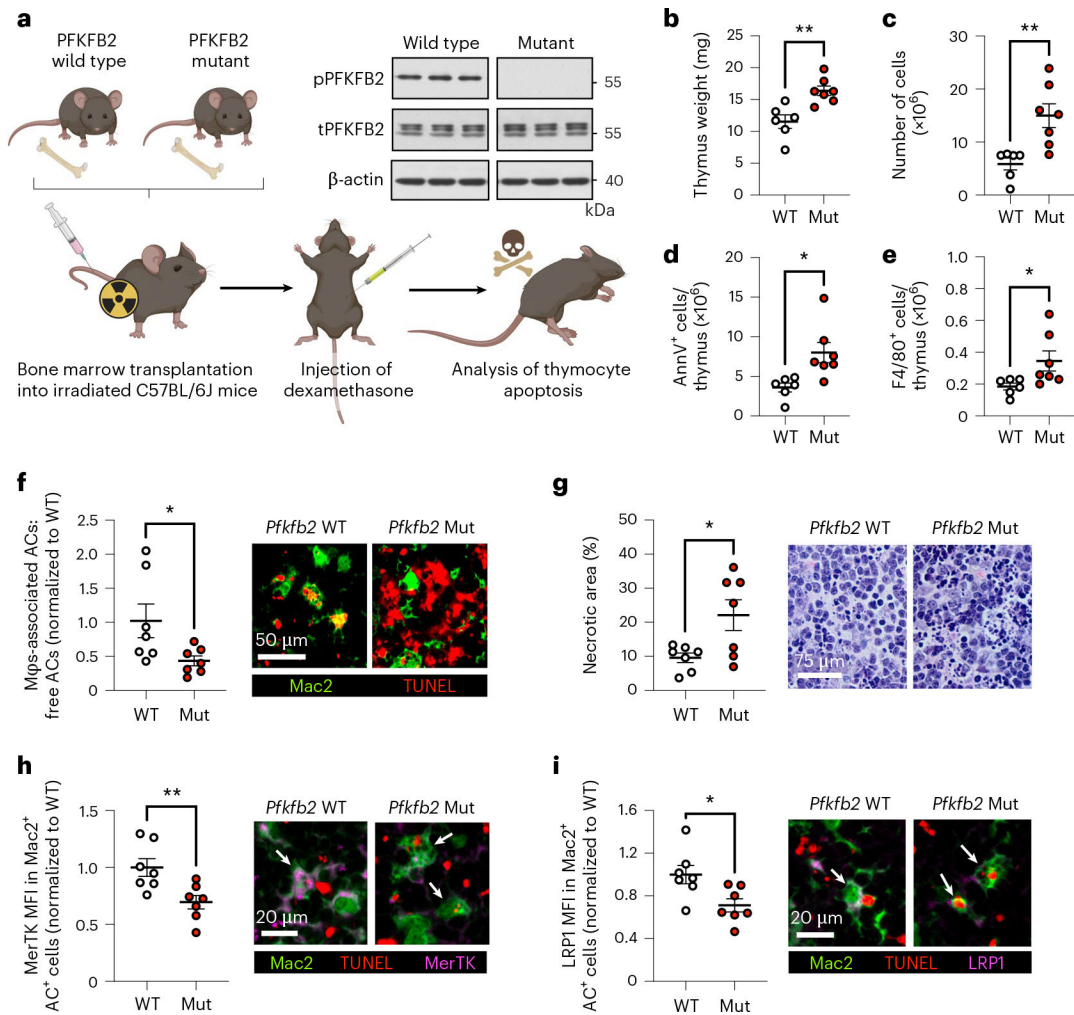 a
PFKFB2
wild type
PFKFB2
mutant
Wild type
Mutant
pPFKFB2
55
tPFKFB2
55
β-actin
40
kDa
Bone marrow transplantation
into irradiated C57BL/6J mice
Injection of
dexamethasone
Analysis of thymocyte
apoptosis
b
Thymus weight (mg)
**
25
20
15
10
5
0
WT
Mut
c
Number of cells
(×10⁶)
**
30
20
10
0
WT
Mut
d
AnnV⁺ cells/
thymus (×10⁶)
*
20
15
10
5
0
WT
Mut
e
F4/80⁺ cells/
thymus (×10⁶)
*
1.0
0.8
0.6
0.4
0.2
0
WT
Mut
f
Mφs-associated ACs:
free ACs (normalized to WT)
*
2.5
2.0
1.5
1.0
0.5
0
WT
Mut
Pfkfb2 WT
Pfkfb2 Mut
50 μm
Mac2
TUNEL
g
Necrotic area (%)
*
50
40
30
20
10
0
WT
Mut
Pfkfb2 WT
Pfkfb2 Mut
75 μm
h
MerTK MFI in Mac2⁺
AC⁺ cells (normalized to WT)
**
1.5
1.0
0.5
0
WT
Mut
Pfkfb2 WT
Pfkfb2 Mut
20 μm
Mac2
TUNEL
MerTK
i
LRP1 MFI in Mac2⁺
AC⁺ cells (normalized to WT)
*
1.6
1.2
0.8
0.4
0
WT
Mut
Pfkfb2 WT
Pfkfb2 Mut
20 μm
Mac2
TUNEL
LRP1